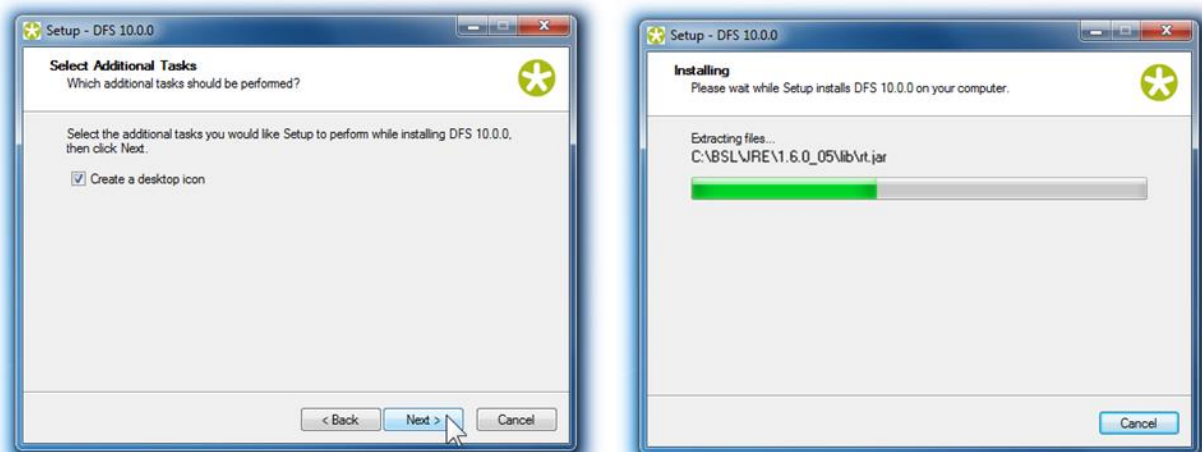 Setup - DFS 10.0.0
Select Additional Tasks
Which additional tasks should be performed?
Select the additional tasks you would like Setup to perform while installing DFS 10.0.0,
then click Next.
Create a desktop icon
< Back
Next >
Cancel
Setup - DFS 10.0.0
Installing
Please wait while Setup installs DFS 10.0.0 on your computer.
Extracting files...
C:\BSL\JRE\1.6.0_05\lib\rt.jar
Cancel